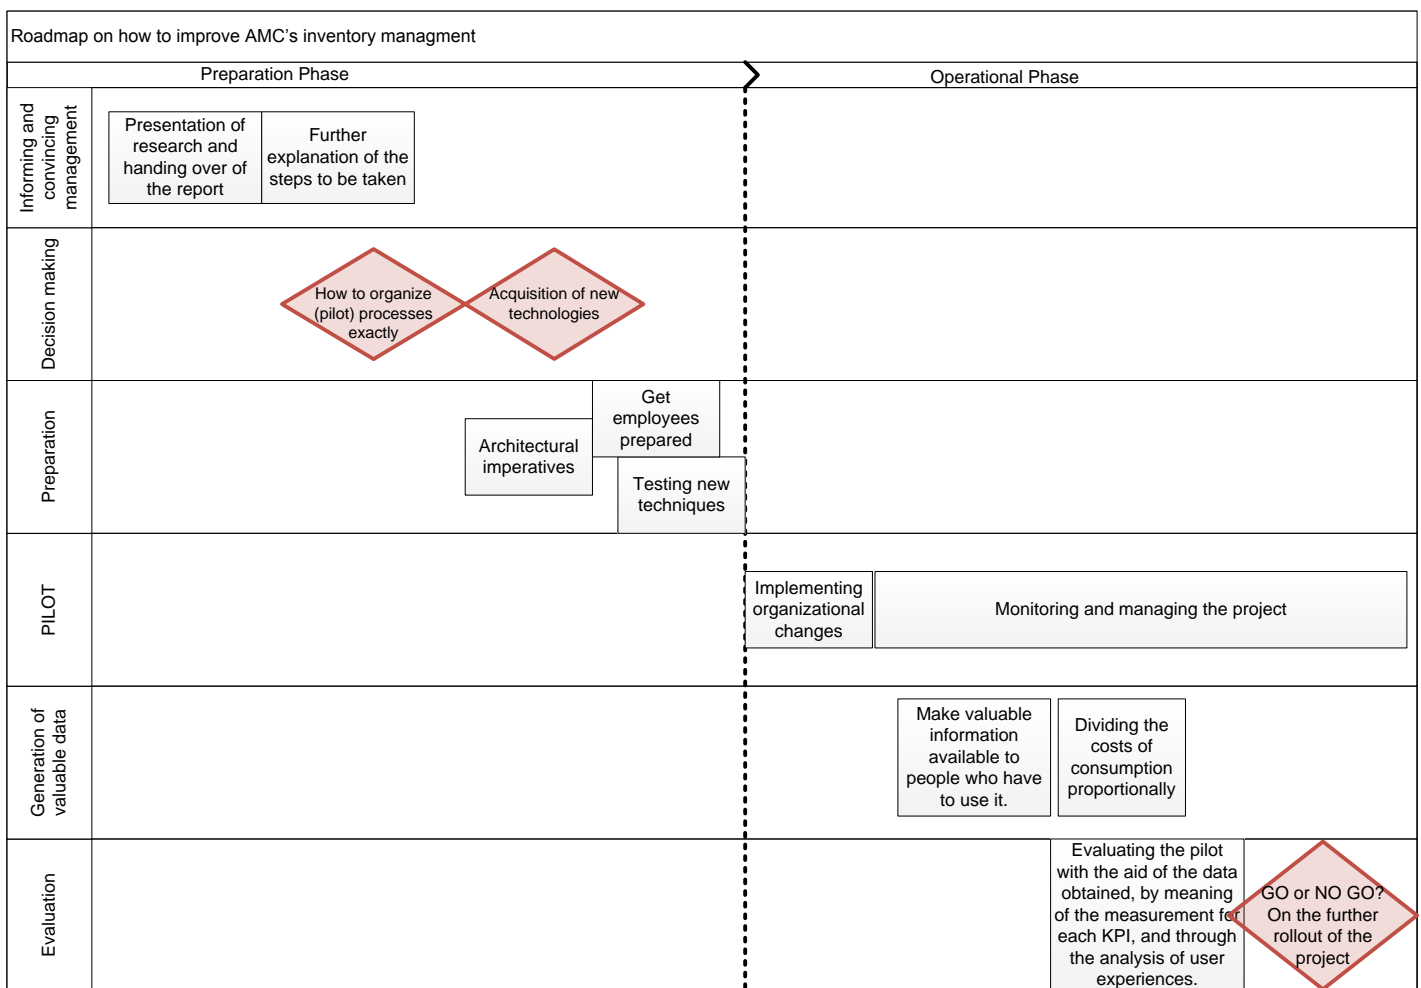 Roadmap on how to improve AMC's inventory managment
Preparation Phase
Operational Phase
Informing and
convincing
management
Presentation of
research and
handing over of
the report
Further
explanation of the
steps to be taken
Decision making
How to organize
(pilot) processes
exactly
Acquisition of new
technologies
Preparation
Architectural
imperatives
Get
employees
prepared
Testing new
techniques
PILOT
Implementing
organizational
changes
Monitoring and managing the project
Generation of
valuable data
Make valuable
information
available to
people who have
to use it.
Dividing the
costs of
consumption
proportionally
Evaluation
Evaluating the pilot
with the aid of the data
obtained, by meaning
of the measurement for
each KPI, and through
the analysis of user
experiences.
GO or NO GO?
On the further
rollout of the
project